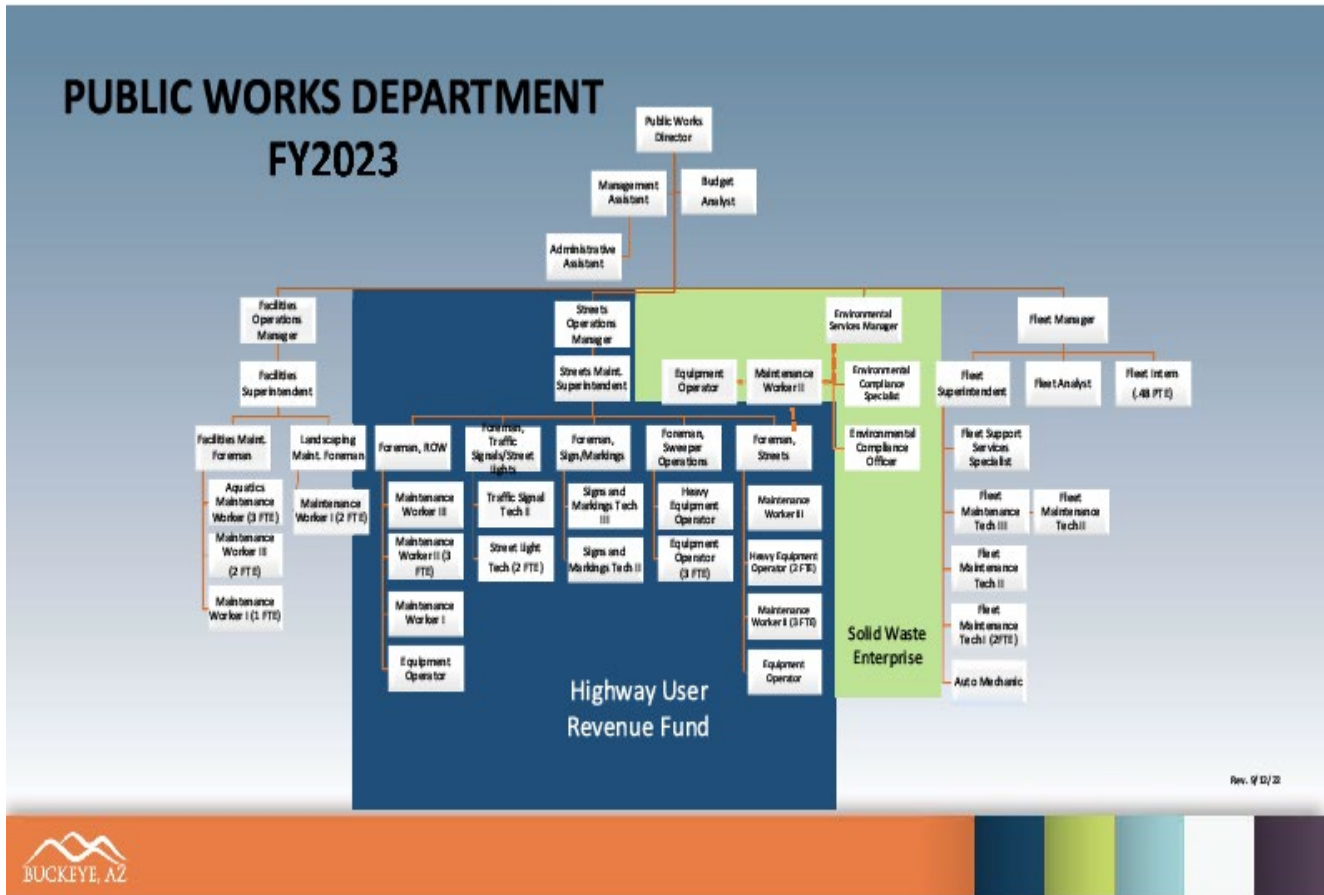 PUBLIC WORKS DEPARTMENT
FY2023
Public Works
Director
Management
Assistant
Budget
Analyst
Administrative
Assistant
Facilities
Operations
Manager
Streets
Operations
Manager
Environmental
Services Manager
Fleet Manager
Facilities
Superintendent
Streets Maint.
Superintendent
Equipment
Operator
Maintenance
Worker II
Environmental
Compliance
Specialist
Fleet
Superintendent
Fleet Analyst
Fleet Intern
(.48 FTE)
Facilities Maint.
Foreman
Landscaping
Maint. Foreman
Foreman, ROW
Foreman,
Traffic
Signals/Street
Lights
Foreman,
Sign/Markings
Foreman,
Sweeper
Operations
Foreman,
Streets
Environmental
Compliance
Officer
Fleet Support
Services
Specialist
Aquatics
Maintenance
Worker (3 FTE)
Maintenance
Worker I (2 FTE)
Maintenance
Worker III
Traffic Signal
Tech II
Signs and
Markings Tech
III
Heavy
Equipment
Operator
Maintenance
Worker III
Fleet
Maintenance
Tech III
Fleet
Maintenance
Tech II
Maintenance
Worker III
(2 FTE)
Maintenance
Worker II (3
FTE)
Street Light
Tech (2 FTE)
Signs and
Markings Tech II
Equipment
Operator
(3 FTE)
Heavy Equipment
Operator
Fleet
Maintenance
Tech II
Maintenance
Worker I (1 FTE)
Maintenance
Worker I
Maintenance
Worker II (3 FTE)
Fleet
Maintenance
Tech I (2FTE)
Equipment
Operator
Equipment
Operator
Auto Mechanic
Solid Waste
Enterprise
Highway User
Revenue Fund
Rev. 9/12/22
BUCKEYE, AZ